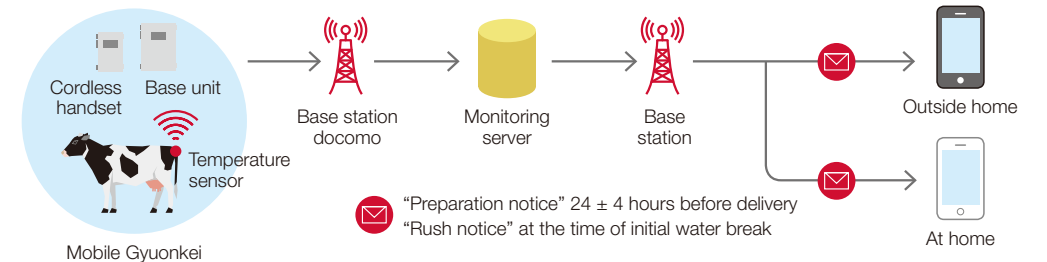 Cordless
handset
Base unit
Temperature
sensor
Mobile Gyuonkei
Base station
docomo
Monitoring
server
Base
station
Outside home
At home
“Preparation notice” 24 ± 4 hours before delivery
“Rush notice” at the time of initial water break